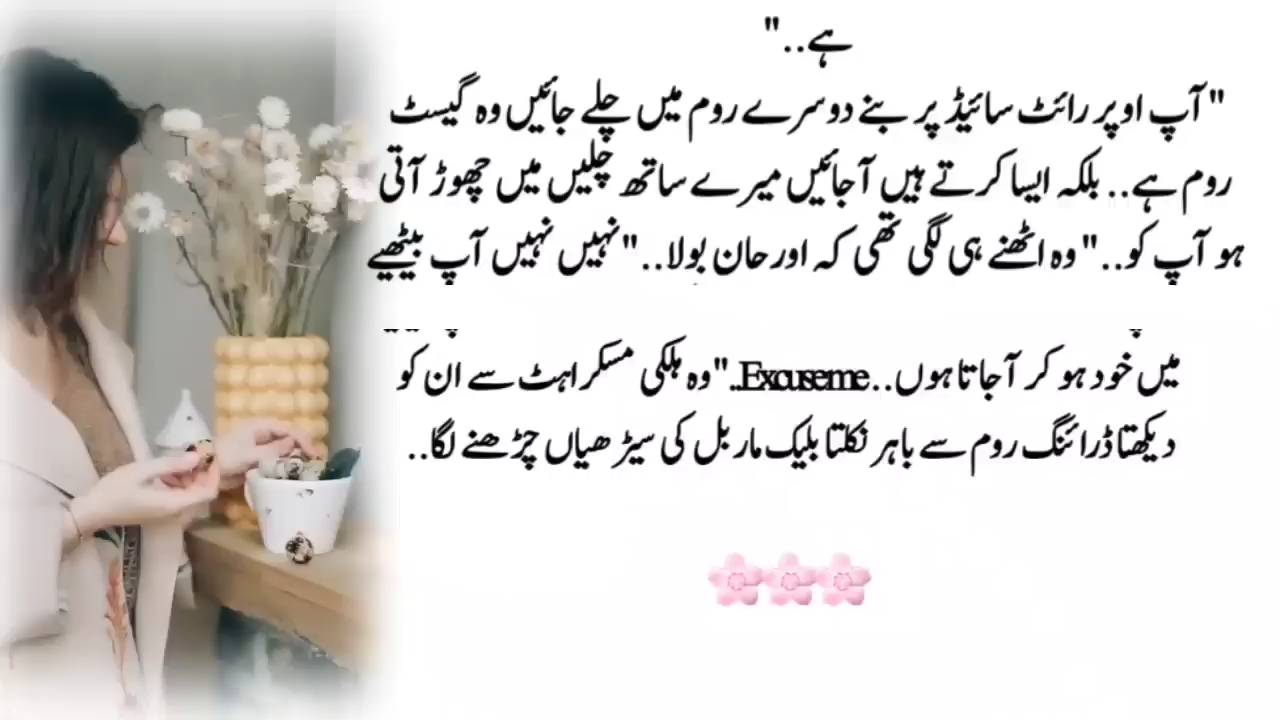 ہے.."
"آپ اوپر رائٹ سائیڈ پر بنے دوسرے روم میں چلے جائیں وہ گیسٹ
روم ہے.. بلکہ ایسا کرتے ہیں آجائیں میرے ساتھ چلیں میں چھوڑ آتی
ہو آپ کو.." وہ اٹھنے ہی لگی تھی کہ اورحان بولا.. "نہیں نہیں آپ بیٹھیے
میں خود ہو کر آجاتا ہوں.. Excuse me.." وہ ہلکی مسکراہٹ سے ان کو
دیکھتا ڈرائنگ روم سے باہر نکلتا بلیک ماربل کی سیڑھیاں چڑھنے لگا..